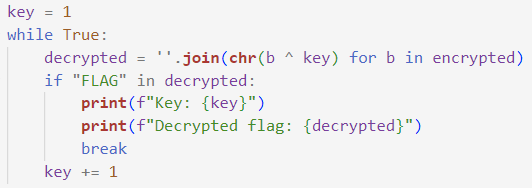 key = 1
while True:
    decrypted = ''.join(chr(b ^ key) for b in encrypted)
    if "FLAG" in decrypted:
        print(f"Key: {key}")
        print(f"Decrypted flag: {decrypted}")
        break
    key += 1